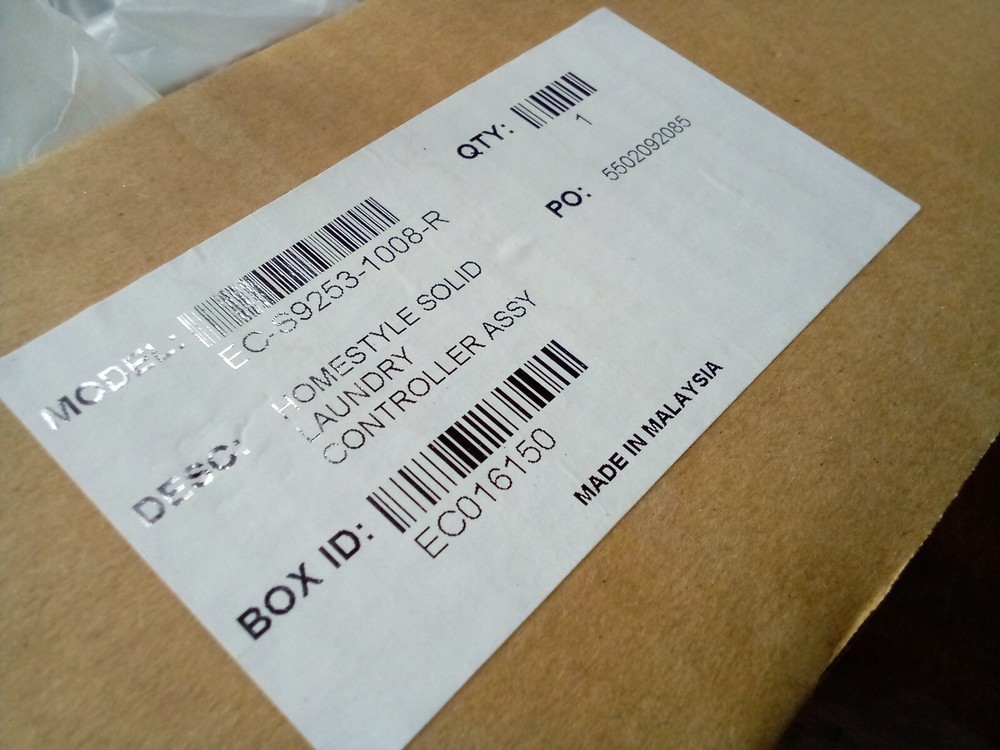 MODEL:
EC-S9253-1008-R
QTY:
1
DESC:
HOMESTYLE SOLID
LAUNDRY
CONTROLLER ASSY
PO:
5502092085
BOX ID:
EC016150
MADE IN MALAYSIA